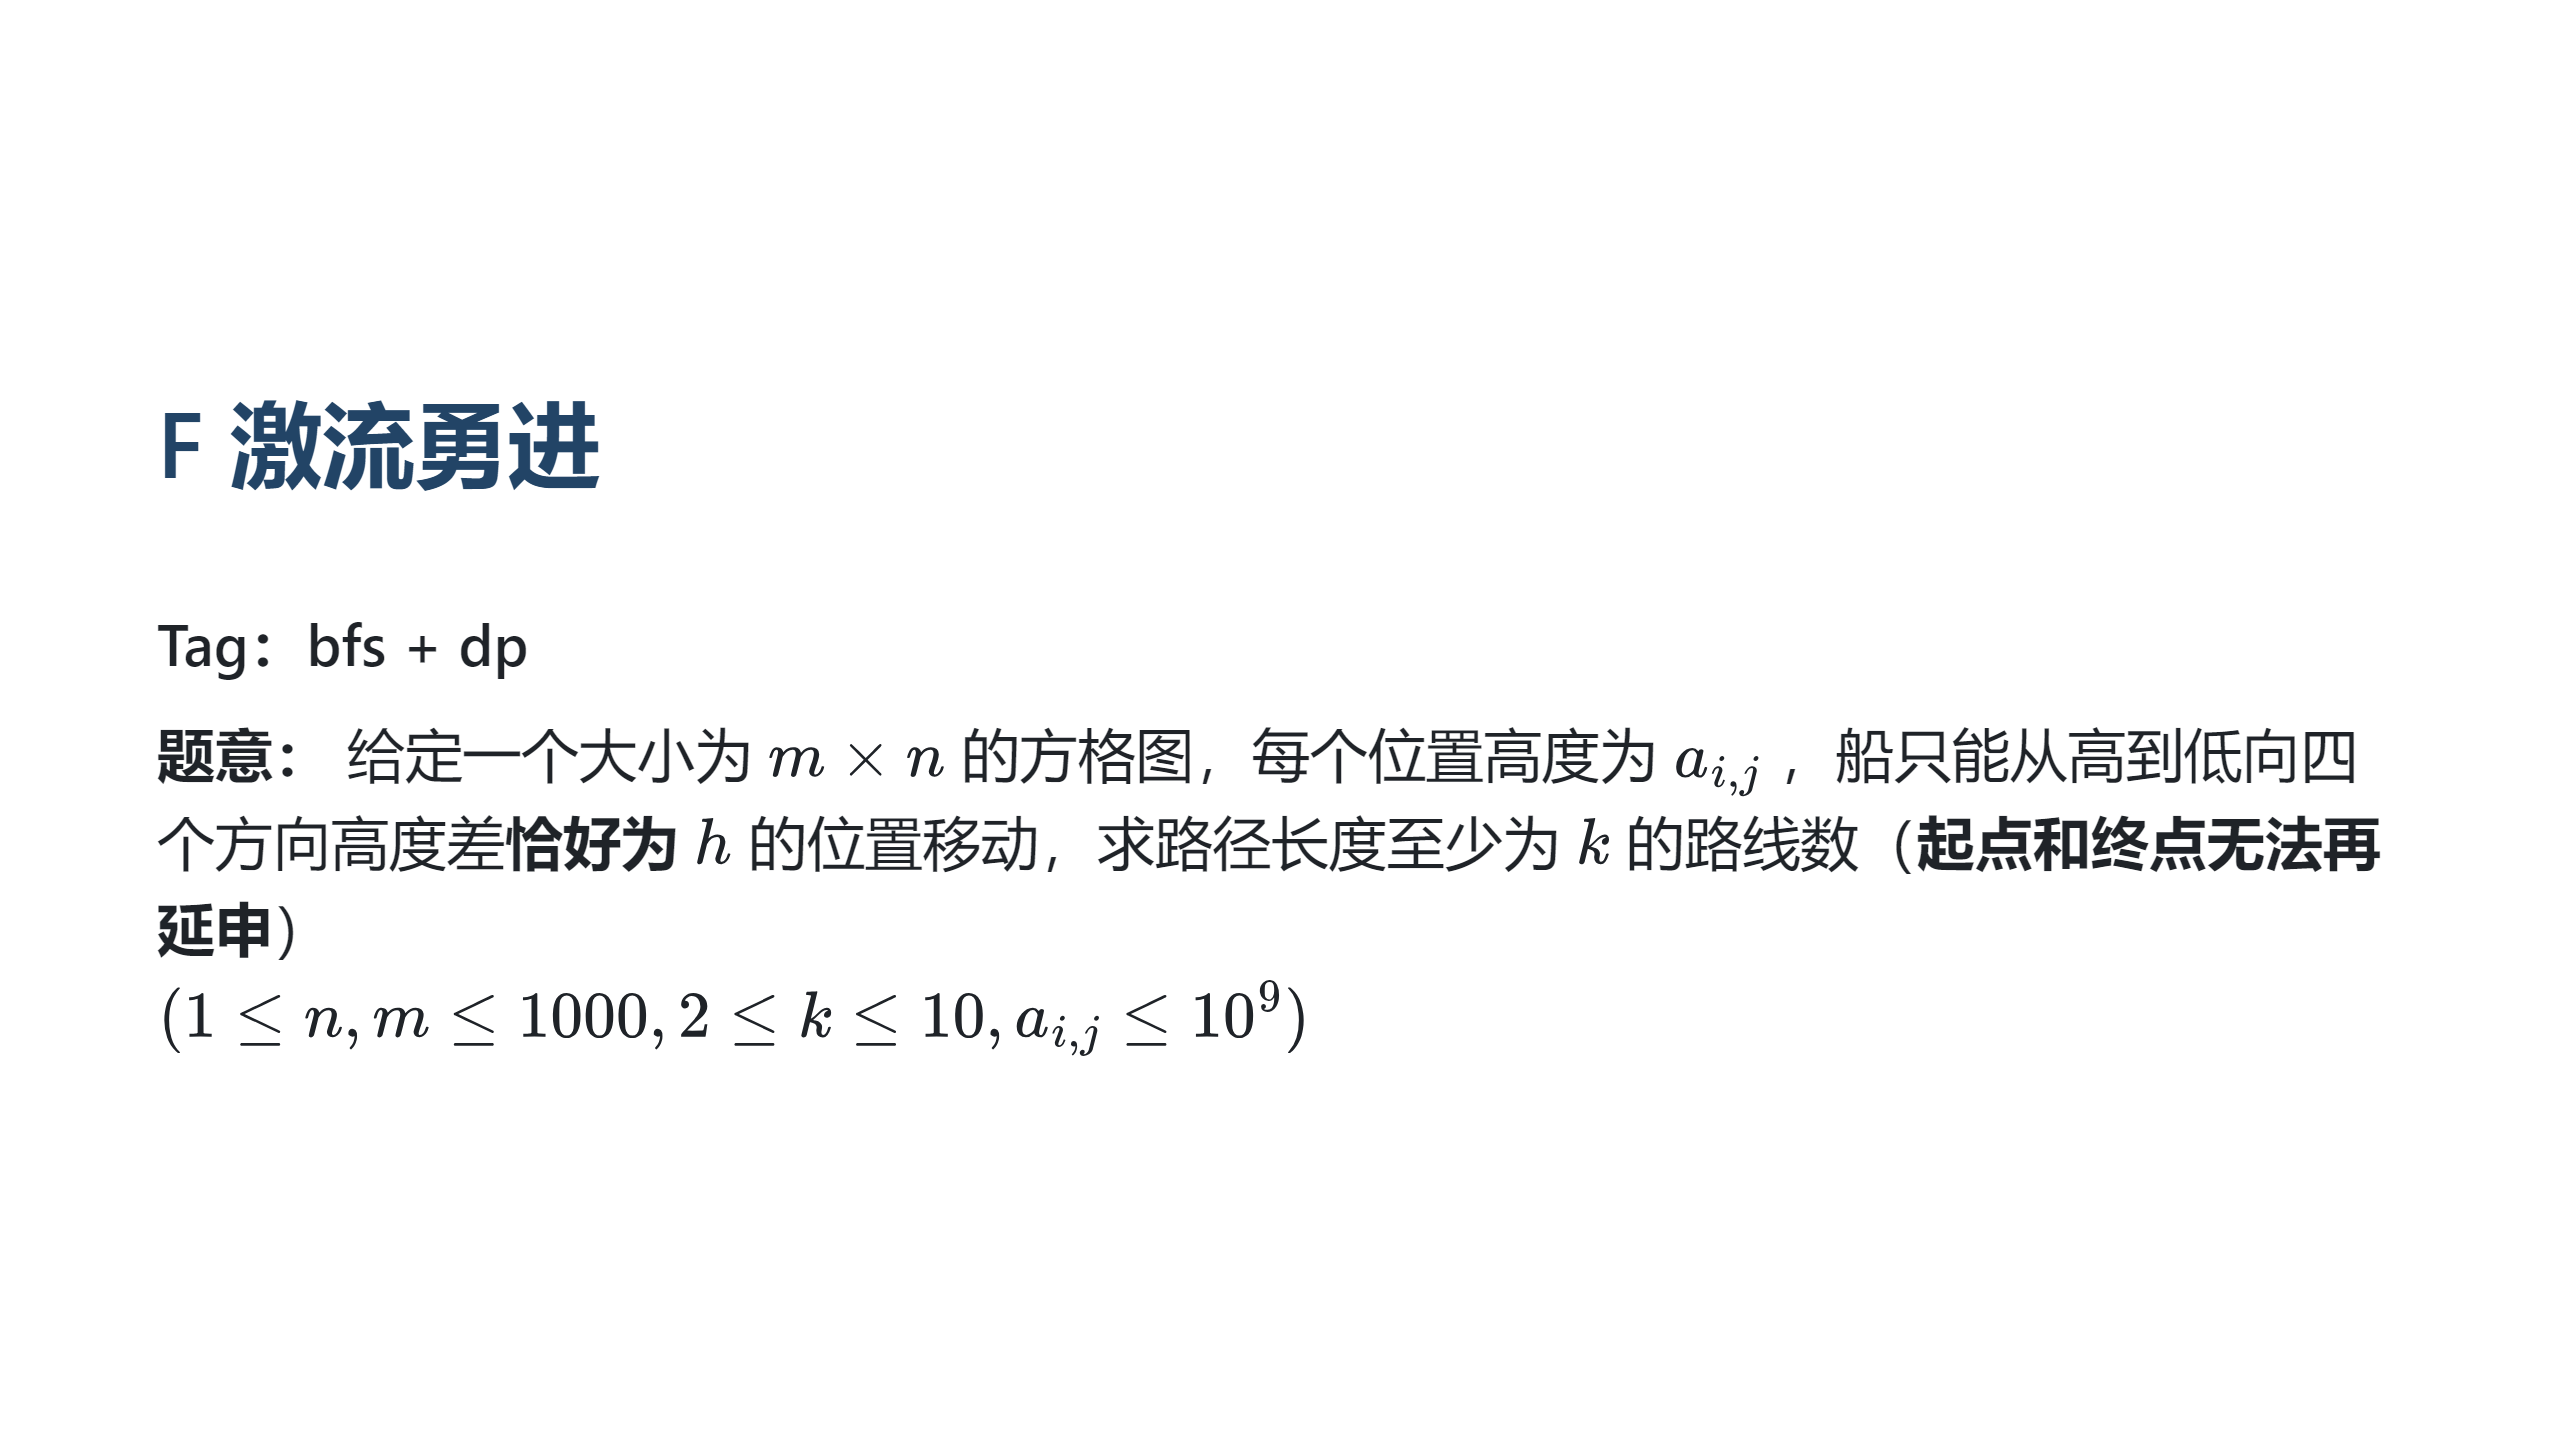 F 激流勇进
Tag：bfs + dp
题意： 给定一个大小为 m × n 的方格图，每个位置高度为 a_{i,j} ，船只能从高到低向四
个方向高度差恰好为 h 的位置移动，求路径长度至少为 k 的路线数（起点和终点无法再
延申）
(1 ≤ n, m ≤ 1000, 2 ≤ k ≤ 10, a_{i,j} ≤ 10^9)